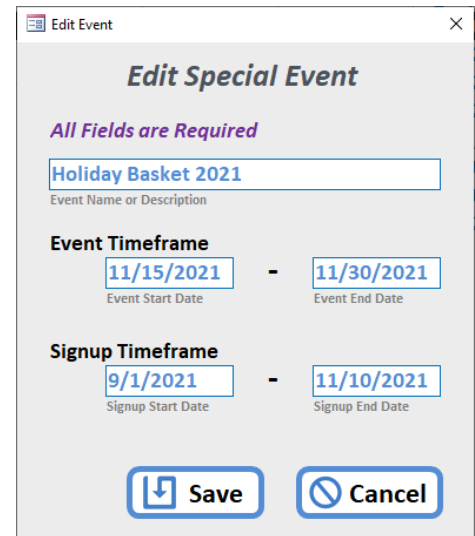 Edit Event
Edit Special Event
All Fields are Required
Holiday Basket 2021
Event Name or Description
Event Timeframe
11/15/2021 - 11/30/2021
Event Start Date Event End Date
Signup Timeframe
9/1/2021 - 11/10/2021
Signup Start Date Signup End Date
Save Cancel